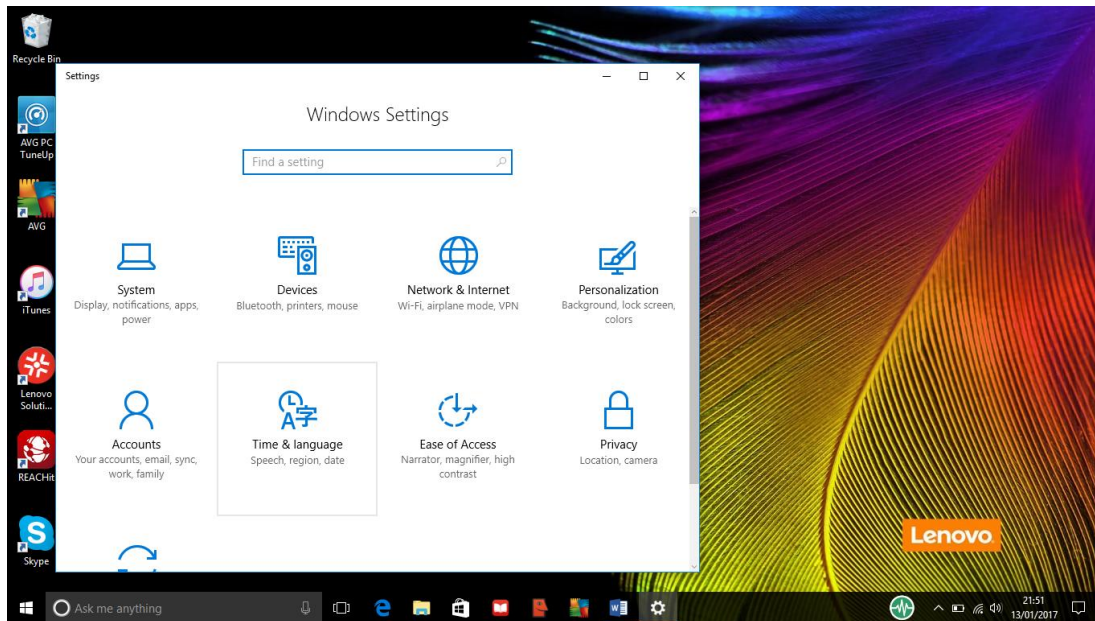 Recycle Bin
AVG PC
TuneUp
AVG
iTunes
Lenovo
Soluti...
REACHit
Skype
Settings
Windows Settings
Find a setting
System
Display, notifications, apps,
power
Devices
Bluetooth, printers, mouse
Network & Internet
Wi-Fi, airplane mode, VPN
Personalization
Background, lock screen,
colors
Accounts
Your accounts, email, sync,
work, family
Time & language
Speech, region, date
Ease of Access
Narrator, magnifier, high
contrast
Privacy
Location, camera
Lenovo
Ask me anything
21:51
13/01/2017